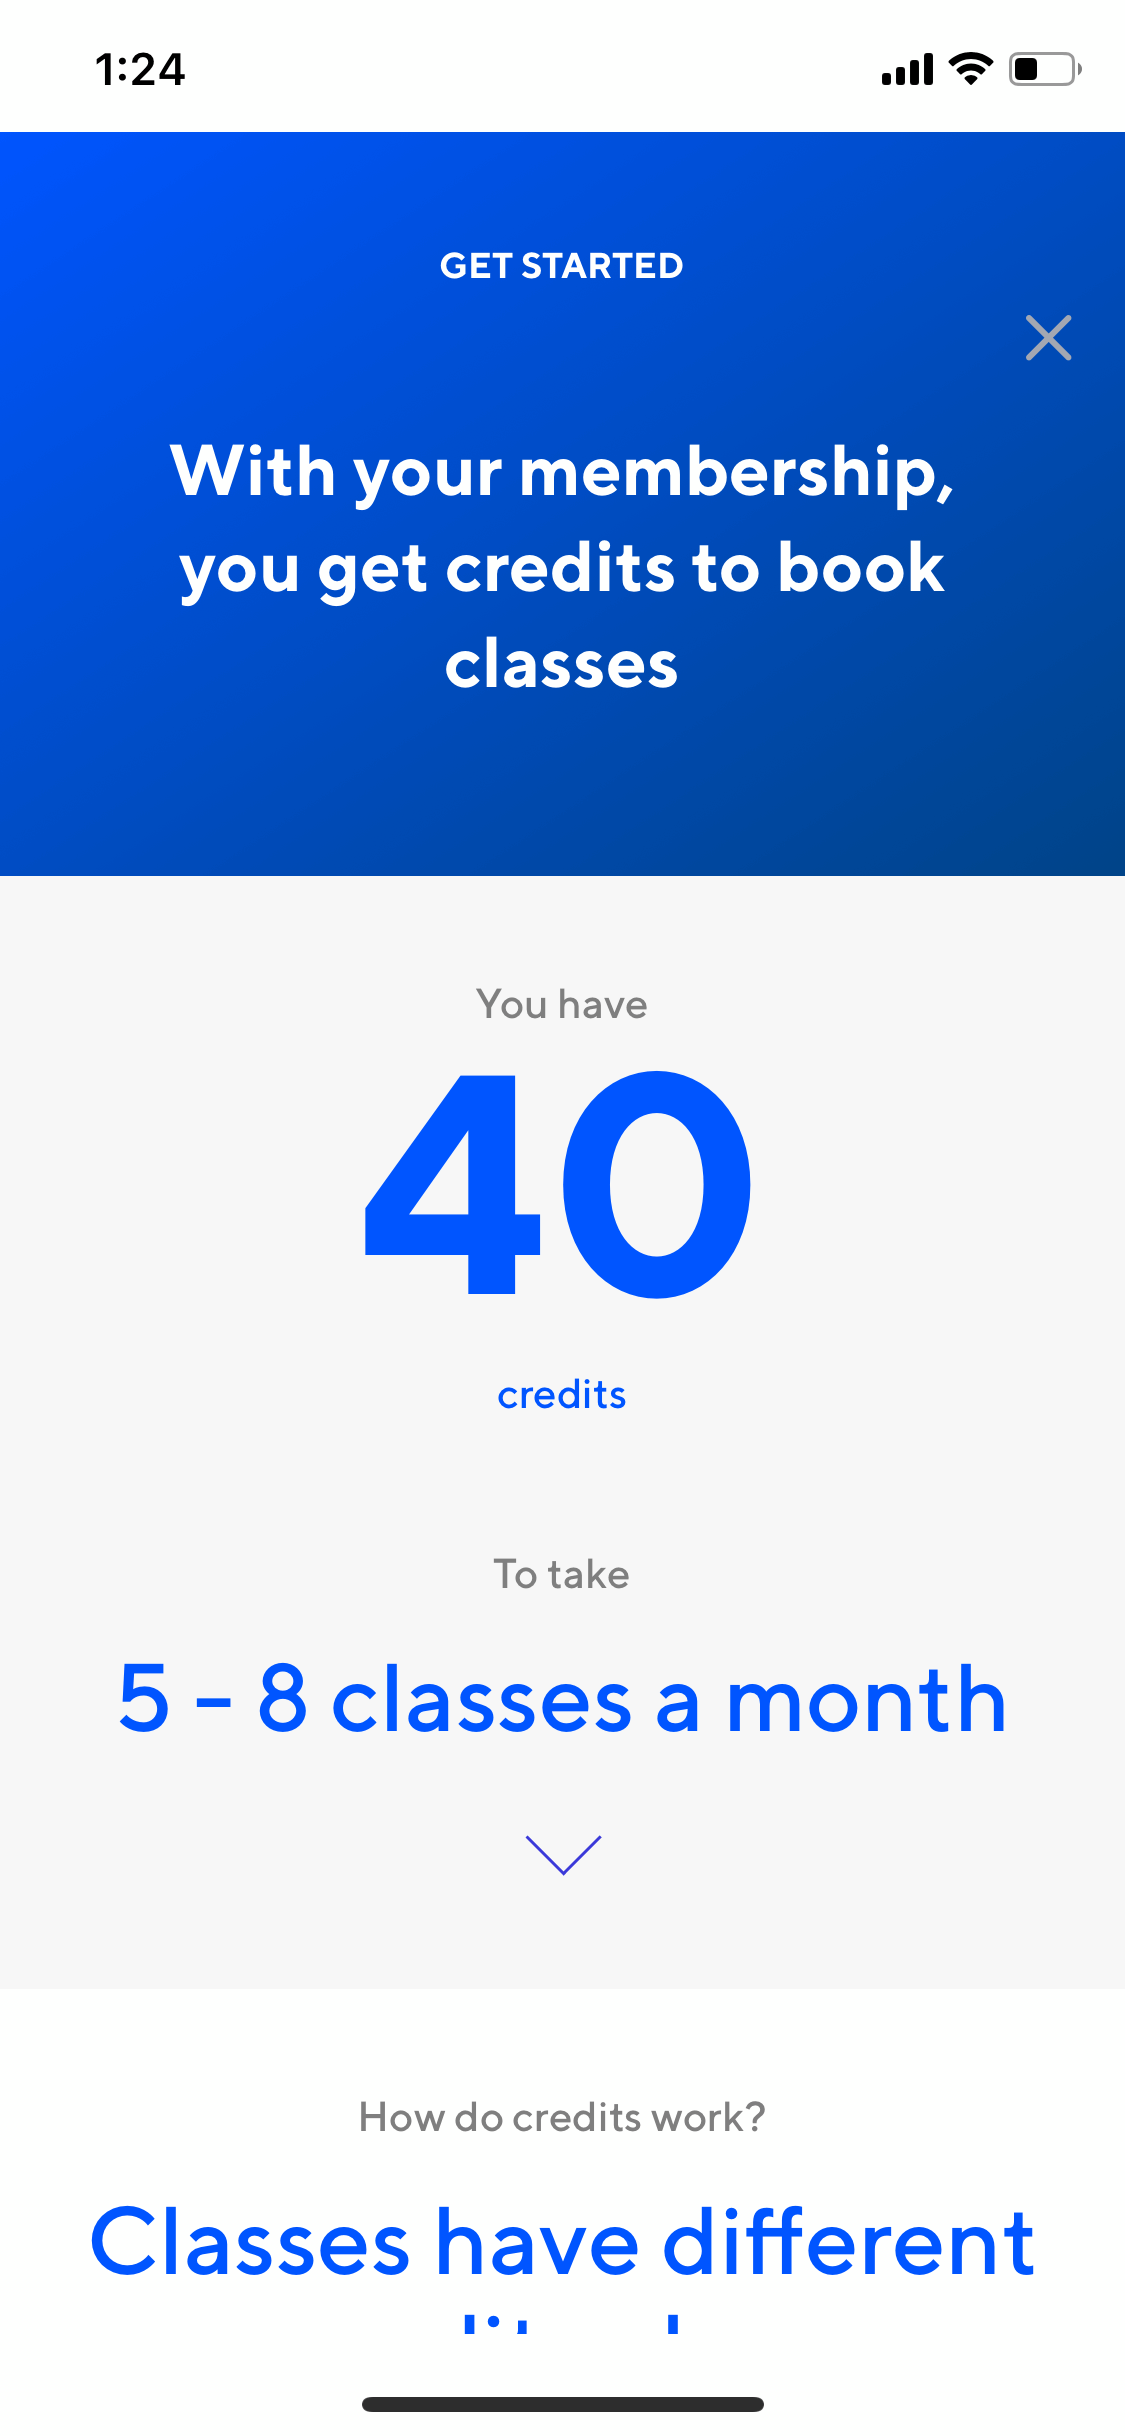 1:24
GET STARTED
With your membership,
you get credits to book
classes
You have
40
credits
To take
5 - 8 classes a month
How do credits work?
Classes have different